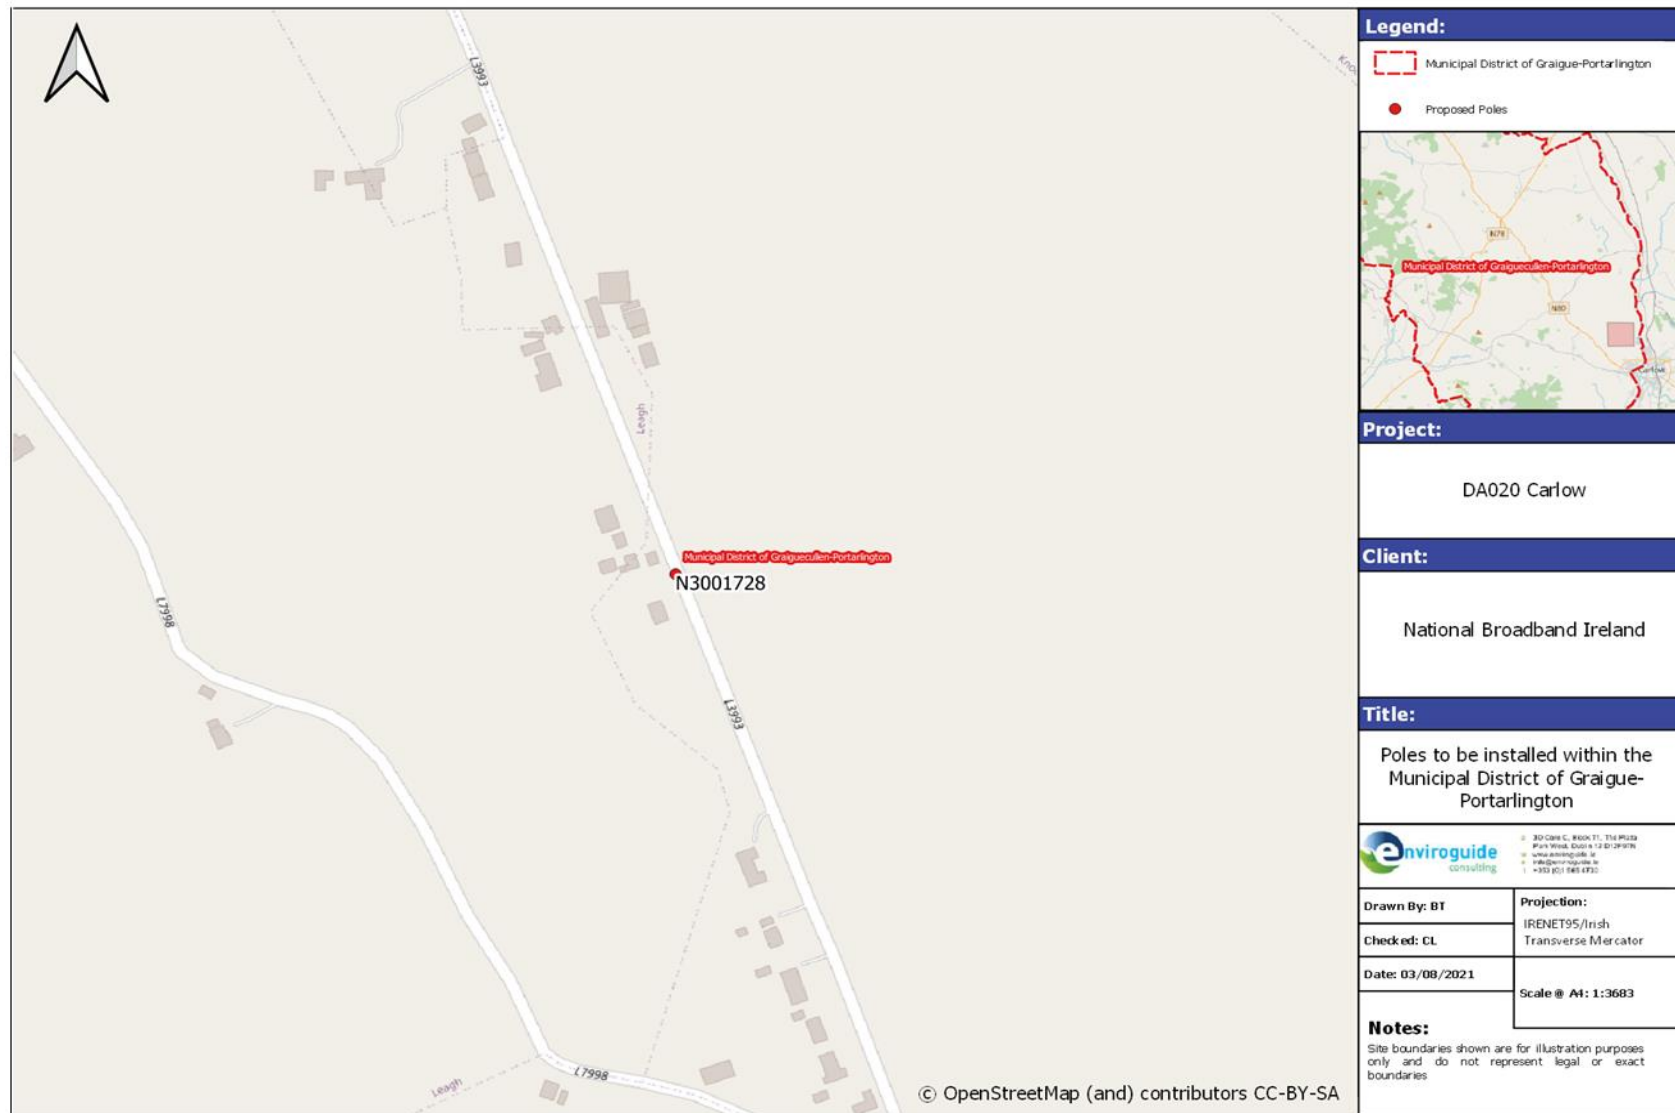 L3993
Leagh
Municipal District of Graiguecullen-Portarlington
N3001728
L7998
L3993
L7998
Leagh
© OpenStreetMap (and) contributors CC-BY-SA
Legend:
Municipal District of Graigue-Portarlington
Proposed Poles
N78
Municipal District of Graiguecullen-Portarlington
N80
Carlow
Project:
DA020 Carlow
Client:
National Broadband Ireland
Title:
Poles to be installed within the
Municipal District of Graigue-
Portarlington
enviroguide
consulting
Drawn By: BT
Checked: CL
Date: 03/08/2021
Projection:
IRENET95/Irish
Transverse Mercator
Scale @ A4: 1:3683
Notes:
Site boundaries shown are for illustration purposes
only and do not represent legal or exact
boundaries